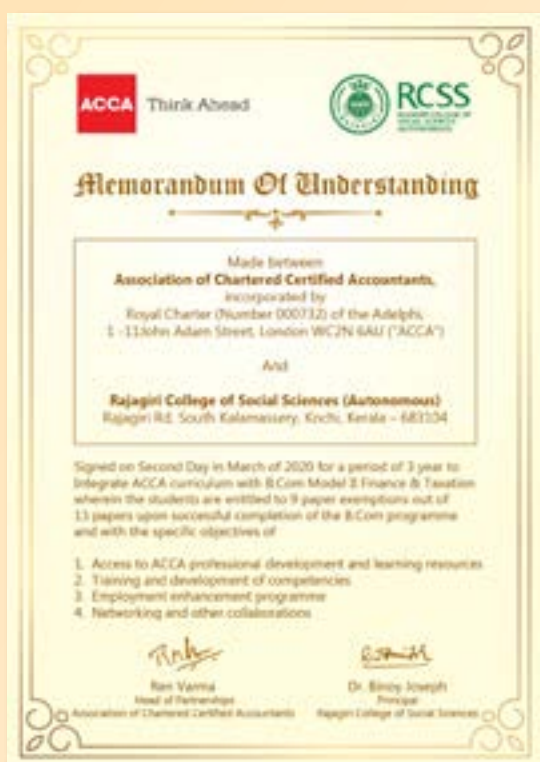 ACCA Think Ahead
RCSS
RAJAGIRI COLLEGE OF
SOCIAL SCIENCES
(AUTONOMOUS)
Memorandum Of Understanding
Made between
Association of Chartered Certified Accountants,
incorporated by
Royal Charter (Number 000732) of the Adelphi,
1 -11John Adam Street, London WC2N 6AU ("ACCA")
And
Rajagiri College of Social Sciences (Autonomous)
Rajagiri Rd, South Kalamassery, Kochi, Kerala – 683104
Signed on Second Day in March of 2020 for a period of 3 year to
Integrate ACCA curriculum with B.Com Model II Finance & Taxation
wherein the students are entitled to 9 paper exemptions out of
13 papers upon successful completion of the B.Com programme
and with the specific objectives of
1. Access to ACCA professional development and learning resources
2. Training and development of competencies
3. Employment enhancement programme
4. Networking and other collaborations
Ren Varma
Head of Partnerships
Association of Chartered Certified Accountants
Dr. Binoy Joseph
Principal
Rajagiri College of Social Sciences